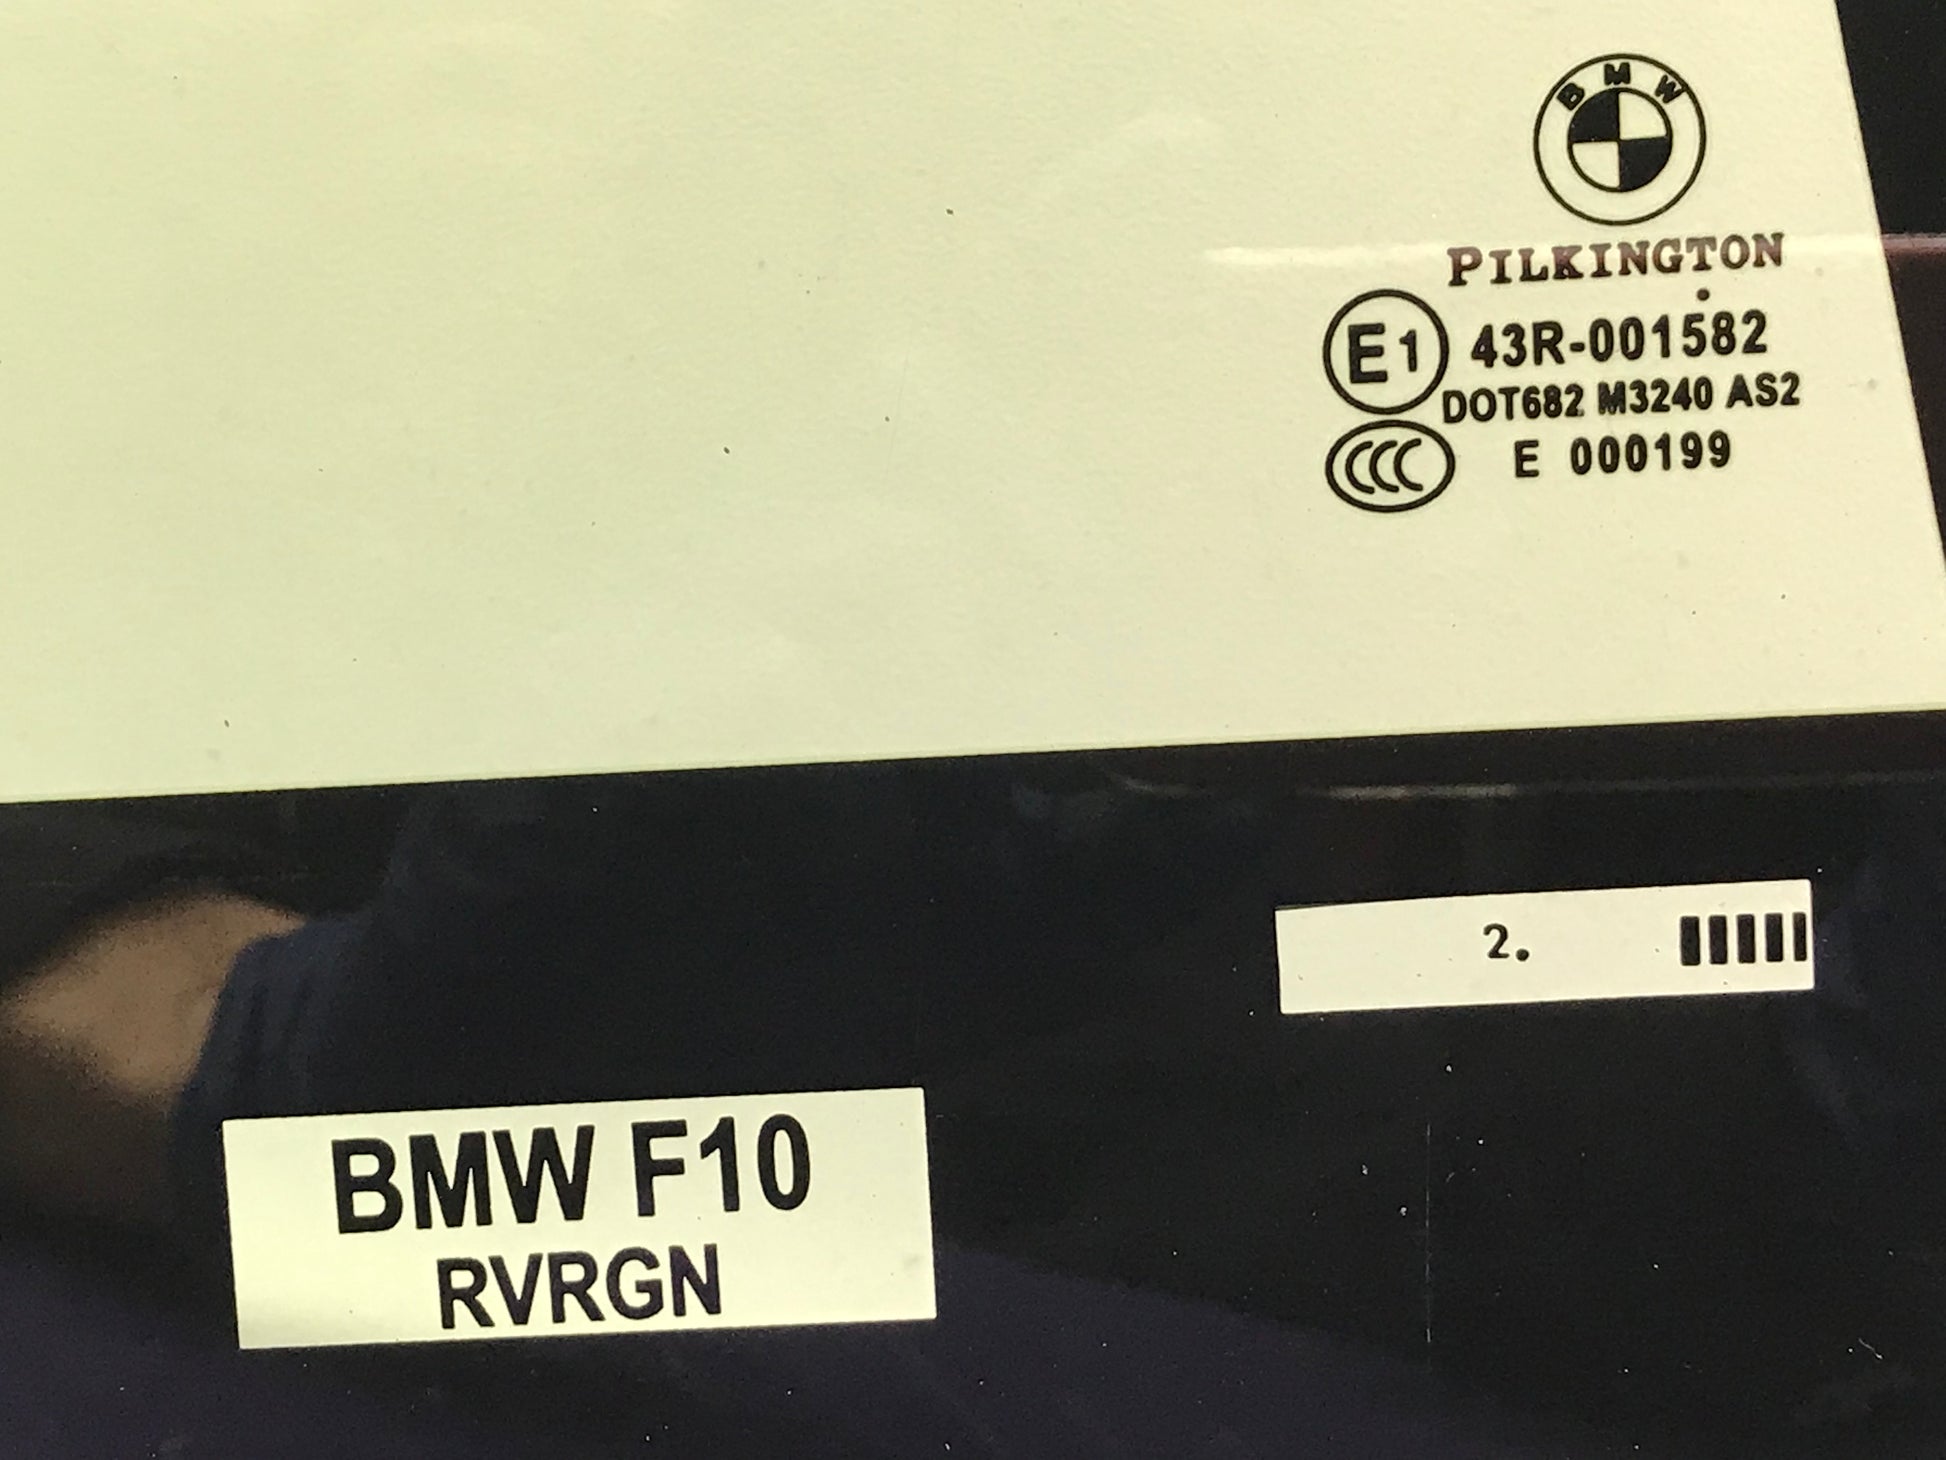 BMW
PILKINGTON
E1 43R-001582
DOT682 M3240 AS2
CCC E 000199
2.
BMW F10
RVRGN